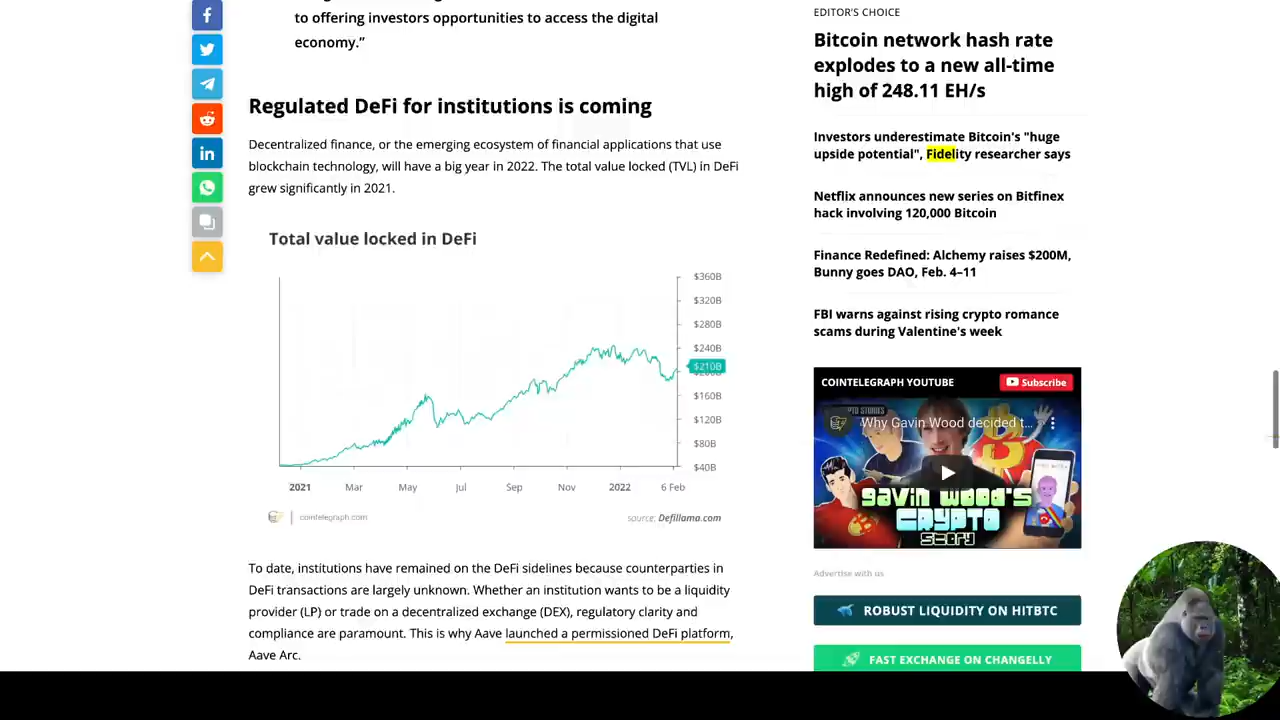 to offering investors opportunities to access the digital
economy.”
Regulated DeFi for institutions is coming
Decentralized finance, or the emerging ecosystem of financial applications that use
blockchain technology, will have a big year in 2022. The total value locked (TVL) in DeFi
grew significantly in 2021.
Total value locked in DeFi
$360B
$320B
$280B
$240B
$210B
$160B
$120B
$80B
$40B
2021 Mar May Jul Sep Nov 2022 6 Feb
cointelegraph.com
source: Defillama.com
To date, institutions have remained on the DeFi sidelines because counterparties in
DeFi transactions are largely unknown. Whether an institution wants to be a liquidity
provider (LP) or trade on a decentralized exchange (DEX), regulatory clarity and
compliance are paramount. This is why Aave launched a permissioned DeFi platform,
Aave Arc.
EDITOR'S CHOICE
Bitcoin network hash rate
explodes to a new all-time
high of 248.11 EH/s
Investors underestimate Bitcoin's "huge
upside potential", Fidelity researcher says
Netflix announces new series on Bitfinex
hack involving 120,000 Bitcoin
Finance Redefined: Alchemy raises $200M,
Bunny goes DAO, Feb. 4–11
FBI warns against rising crypto romance
scams during Valentine's week
COINTELEGRAPH YOUTUBE
Subscribe
Why Gavin Wood decided t...
GAVIN WOOD'S
CRYPTO
STORY
Advertise with us
ROBUST LIQUIDITY ON HITBTC
FAST EXCHANGE ON CHANGELLY